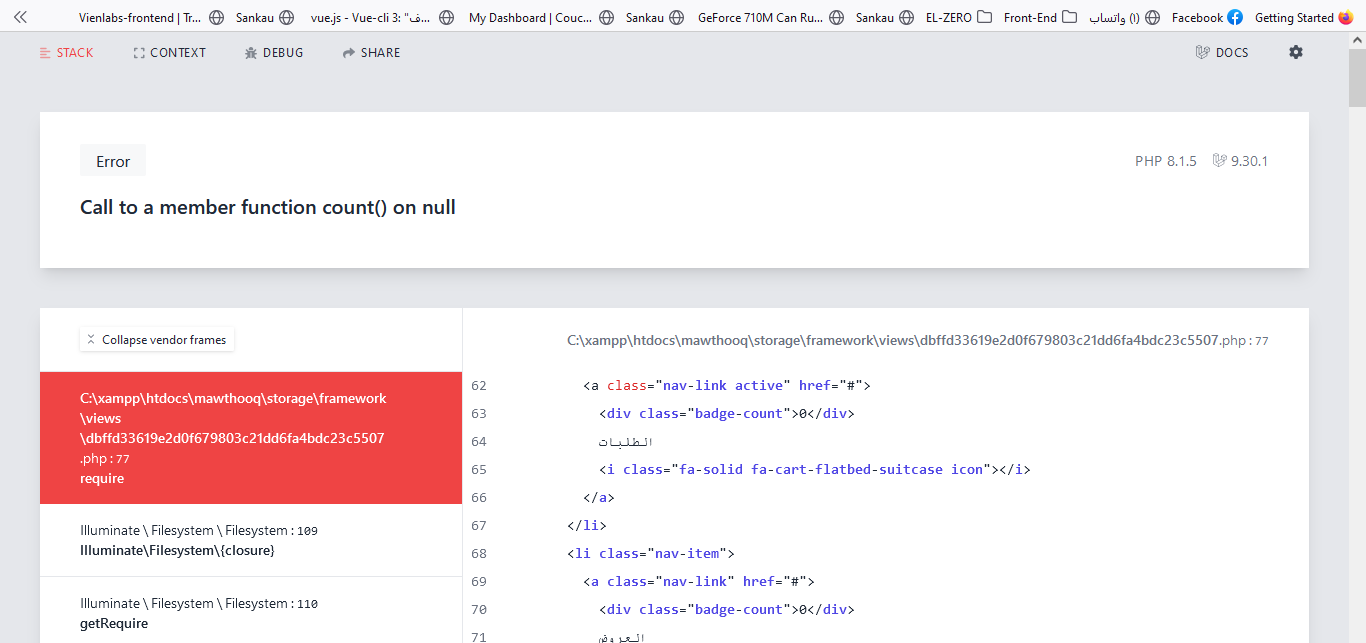 Vienlabs-frontend | Tr...
Sankau
vue.js - Vue-cli 3: "ف...
My Dashboard | Couc...
Sankau
GeForce 710M Can Ru...
Sankau
EL-ZERO
Front-End
(١) واتساب
Facebook
Getting Started
STACK
CONTEXT
DEBUG
SHARE
DOCS
Error
PHP 8.1.5
9.30.1
Call to a member function count() on null
Collapse vendor frames
C:\xampp\htdocs\mawthooq\storage\framework
\views
\dbffd33619e2d0f679803c21dd6fa4bdc23c5507
.php : 77
require
Illuminate \ Filesystem \ Filesystem : 109
Illuminate\Filesystem\{closure}
Illuminate \ Filesystem \ Filesystem : 110
getRequire
C:\xampp\htdocs\mawthooq\storage\framework\views\dbffd33619e2d0f679803c21dd6fa4bdc23c5507.php : 77
62 <a class="nav-link active" href="#">
63 <div class="badge-count">0</div>
64 الطلبات
65 <i class="fa-solid fa-cart-flatbed-suitcase icon"></i>
66 </a>
67 </li>
68 <li class="nav-item">
69 <a class="nav-link" href="#">
70 <div class="badge-count">0</div>
71 العروض